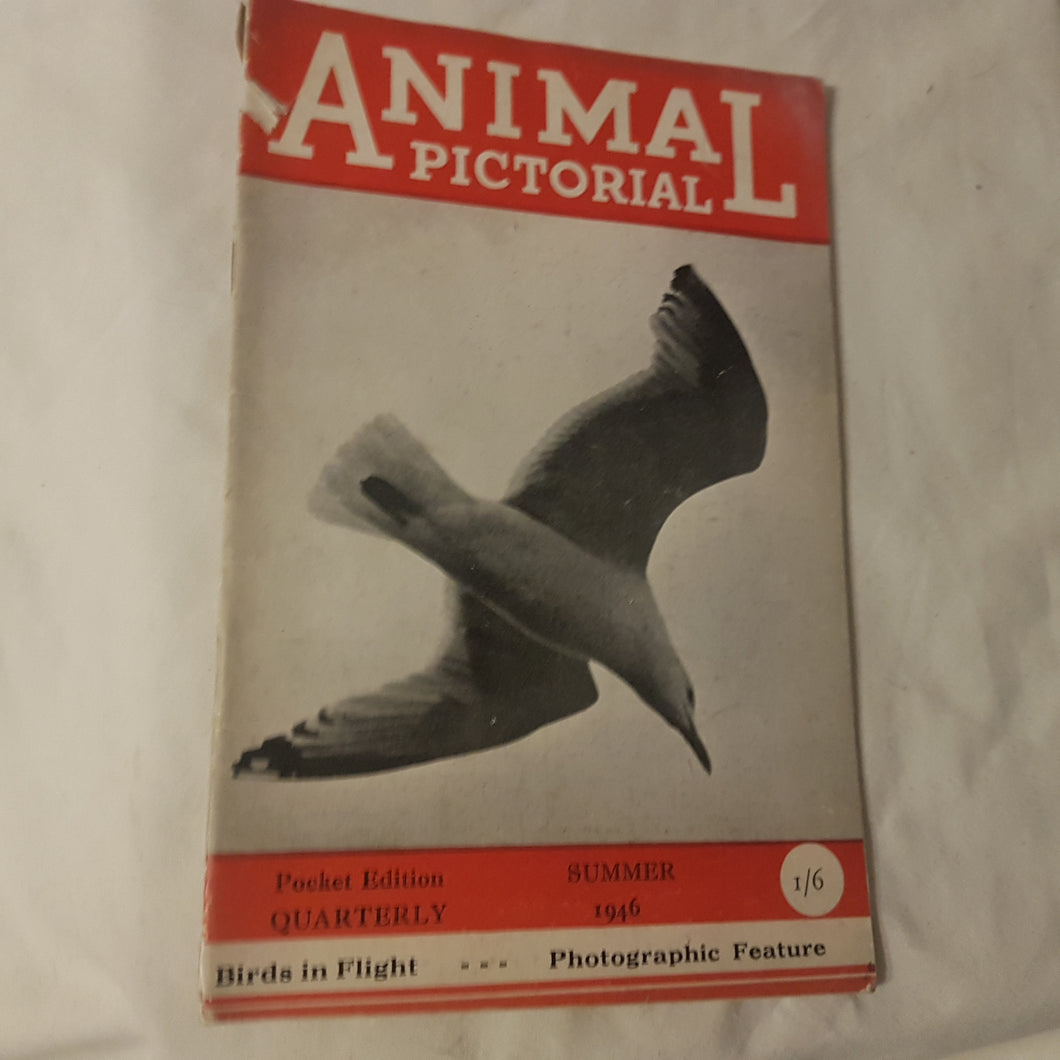 ANIMAL
PICTORIAL
Pocket Edition
QUARTERLY
SUMMER
1946
1/6
Birds in Flight - - - Photographic Feature